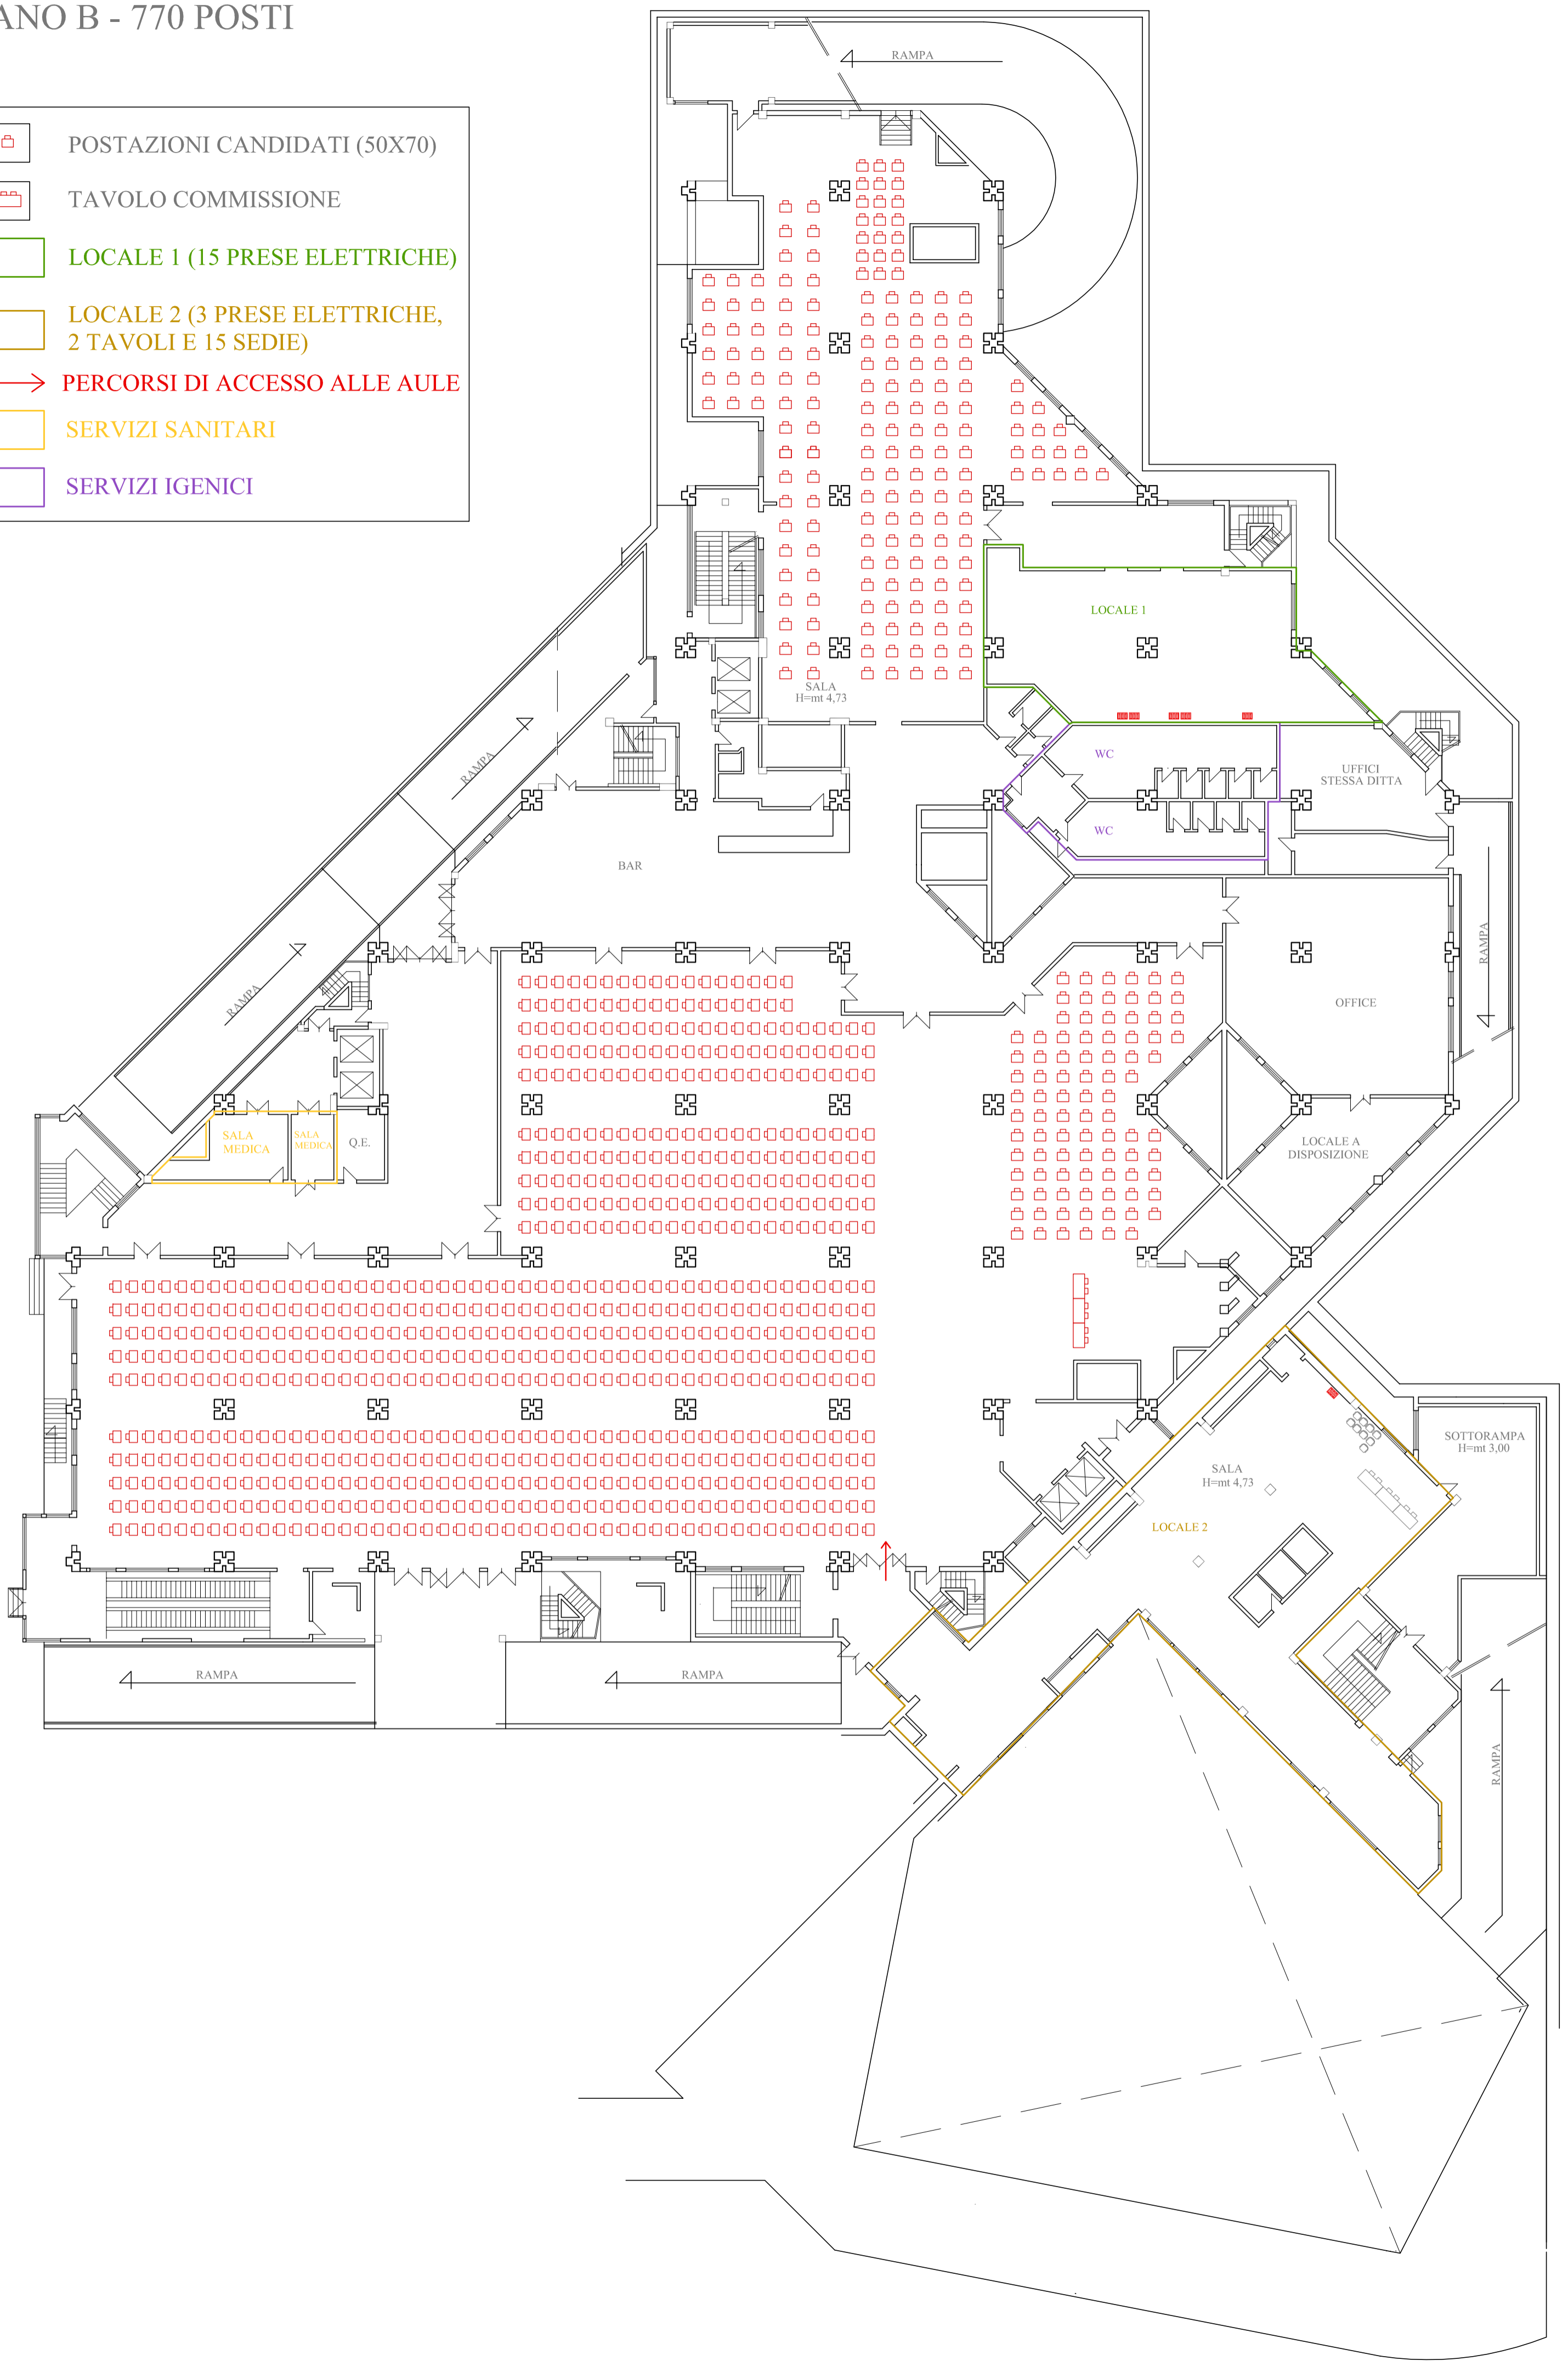 ANO B - 770 POSTI
POSTAZIONI CANDIDATI (50X70)
TAVOLO COMMISSIONE
LOCALE 1 (15 PRESE ELETTRICHE)
LOCALE 2 (3 PRESE ELETTRICHE,
2 TAVOLI E 15 SEDIE)
PERCORSI DI ACCESSO ALLE AULE
SERVIZI SANITARI
SERVIZI IGENICI
RAMPA
LOCALE 1
SALA
H=mt 4,73
RAMPA
WC
UFFICI
STESSA DITTA
WC
BAR
RAMPA
RAMPA
OFFICE
SALA
MEDICA
SALA
MEDICA
Q.E.
LOCALE A
DISPOSIZIONE
SOTTORAMPA
H=mt 3,00
SALA
H=mt 4,73
LOCALE 2
RAMPA
RAMPA
RAMPA